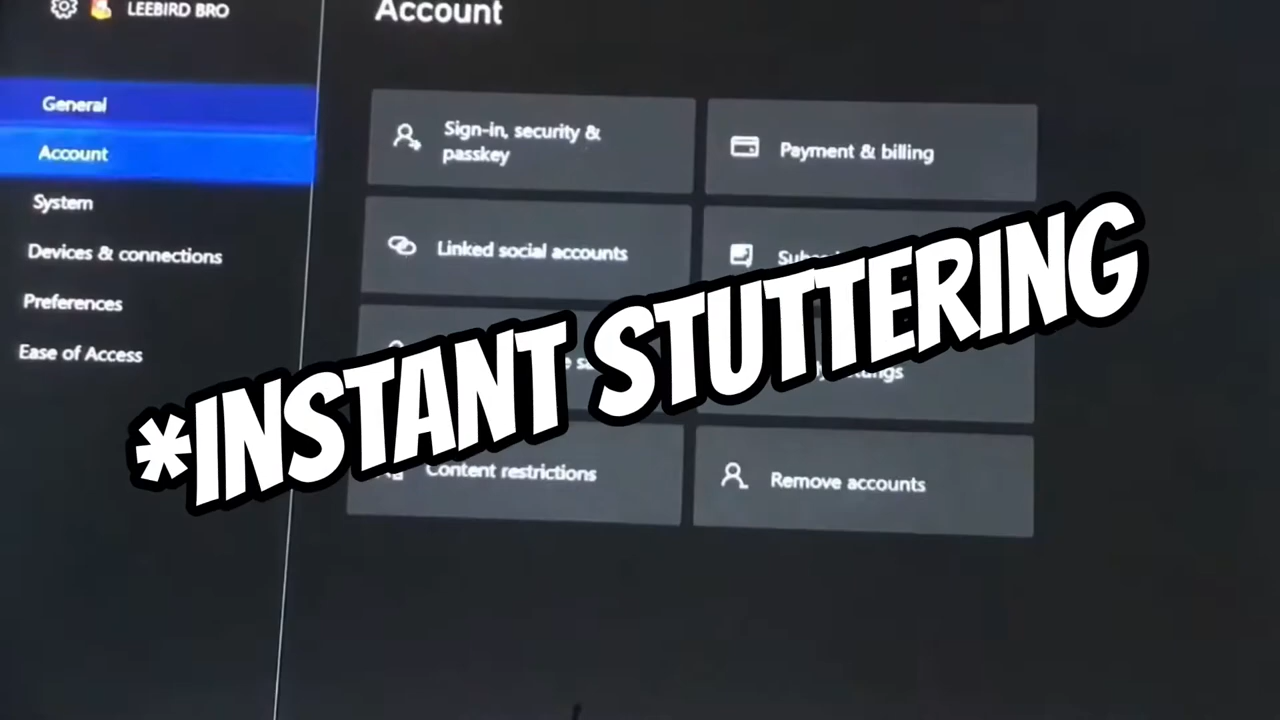 LEEBIRD BRO
Account
General
Account
System
Devices & connections
Preferences
Ease of Access
Sign-in, security &
passkey
Payment & billing
Linked social accounts
*INSTANT STUTTERING
Content restrictions
Remove accounts